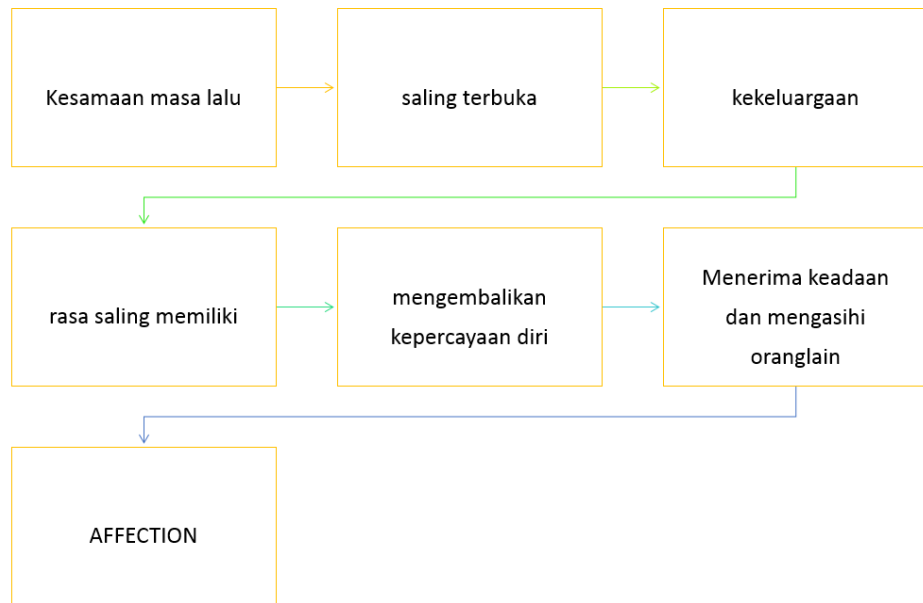 Kesamaan masa lalu
saling terbuka
kekeluargaan
rasa saling memiliki
mengembalikan
kepercayaan diri
Menerima keadaan
dan mengasihi
oranglain
AFFECTION